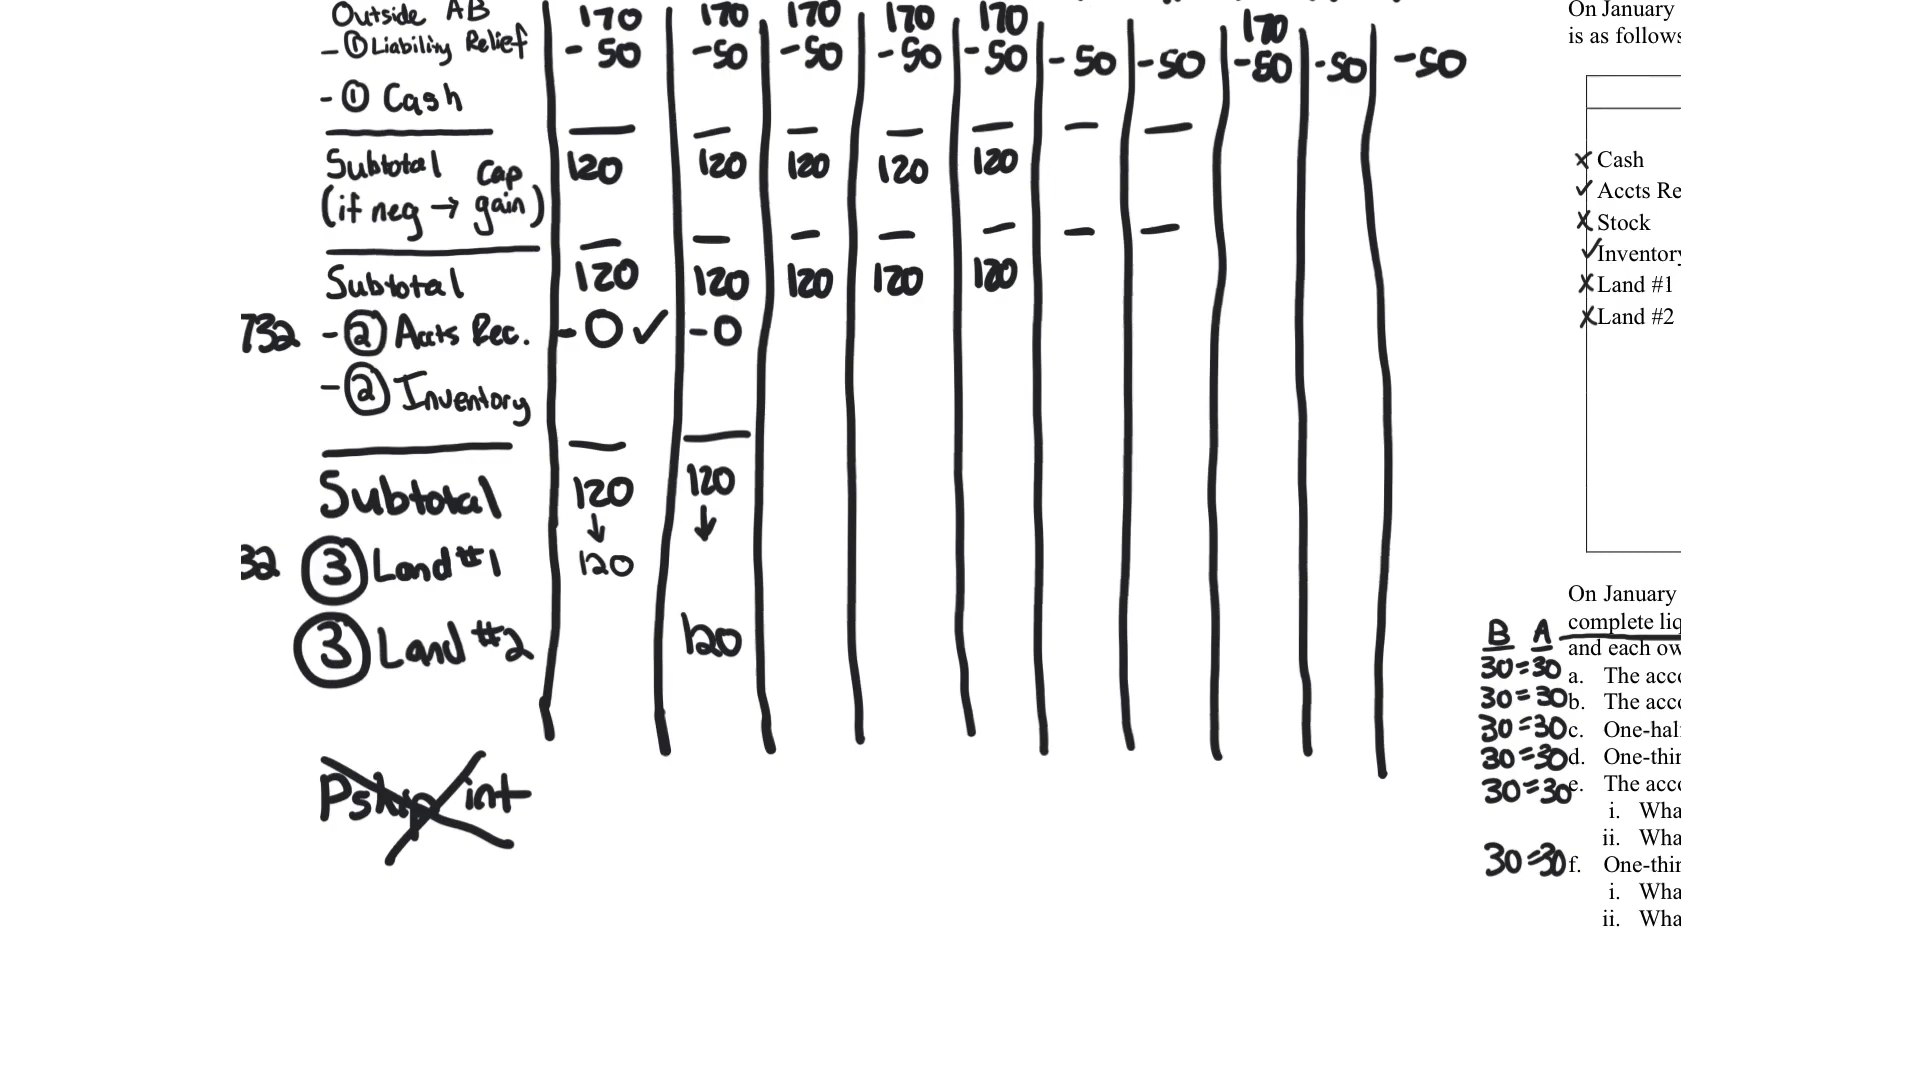 Outside AB 170 170 170 170 170 170
- ① Liability Relief - 50 -50 -50 -50 -50 -50 -50 -50 -50 -50
- ① Cash
Subtotal 120 120 120 120 120
(if neg → cap gain)
Subtotal 120 120 120 120 120
732 - ② Accts Rec. - 0 ✓ - 0
- ② Inventory
Subtotal 120 120
↓ ↓
32 ③ Land #1 120
③ Land #2 120
Pship int
On January
is as follows
x Cash
✓ Accts Re
x Stock
✓ Inventory
x Land #1
x Land #2
On January
complete liq
and each ow
B A
30 = 30 a. The acco
30 = 30 b. The acco
30 = 30 c. One-hal
30 = 30 d. One-thir
30 = 30 e. The acco
i. Wha
ii. Wha
30 = 30 f. One-thir
i. Wha
ii. Wha